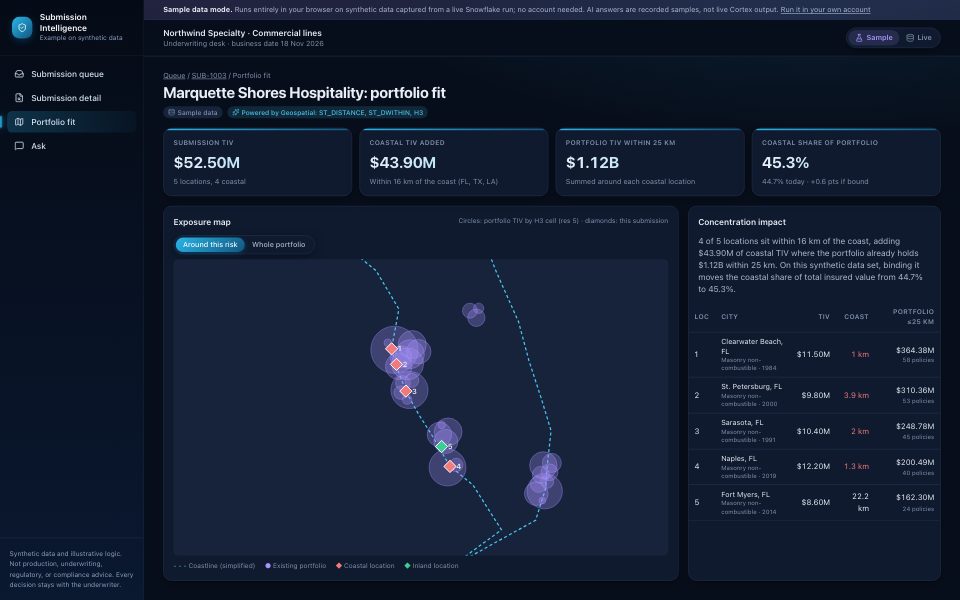 Submission
Intelligence
Example on synthetic data
Submission queue
Submission detail
Portfolio fit
Ask
Synthetic data and illustrative logic.
Not production, underwriting,
regulatory, or compliance advice. Every
decision stays with the underwriter.
Sample data mode. Runs entirely in your browser on synthetic data captured from a live Snowflake run; no account needed. AI answers are recorded samples, not live Cortex output. Run it in your own account
Northwind Specialty · Commercial lines
Underwriting desk · business date 18 Nov 2026
Sample
Live
Queue / SUB-1003 / Portfolio fit
Marquette Shores Hospitality: portfolio fit
Sample data
Powered by Geospatial: ST_DISTANCE, ST_DWITHIN, H3
SUBMISSION TIV
$52.50M
5 locations, 4 coastal
COASTAL TIV ADDED
$43.90M
Within 16 km of the coast (FL, TX, LA)
PORTFOLIO TIV WITHIN 25 KM
$1.12B
Summed around each coastal location
COASTAL SHARE OF PORTFOLIO
45.3%
44.7% today · +0.6 pts if bound
Exposure map
Circles: portfolio TIV by H3 cell (res 5) · diamonds: this submission
Around this risk
Whole portfolio
1
2
3
5
4
Coastline (simplified)
Existing portfolio
Coastal location
Inland location
Concentration impact
4 of 5 locations sit within 16 km of the coast, adding
$43.90M of coastal TIV where the portfolio already holds
$1.12B within 25 km. On this synthetic data set, binding it
moves the coastal share of total insured value from 44.7%
to 45.3%.
LOC CITY TIV COAST PORTFOLIO ≤25 KM
1 Clearwater Beach, FL $11.50M 1 km $364.38M
Masonry non-combustible · 1984 58 policies
2 St. Petersburg, FL $9.80M 3.9 km $310.36M
Masonry non-combustible · 2000 53 policies
3 Sarasota, FL $10.40M 2 km $248.78M
Masonry non-combustible · 1991 45 policies
4 Naples, FL $12.20M 1.3 km $200.49M
Masonry non-combustible · 2019 40 policies
5 Fort Myers, FL $8.60M 22.2 km $162.30M
Masonry non-combustible · 2014 24 policies